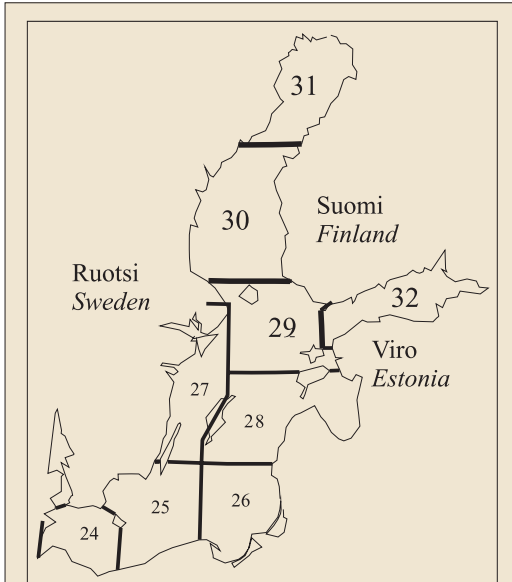 31
30
Suomi
Finland
Ruotsi
Sweden
32
29
Viro
Estonia
27
28
25
26
24